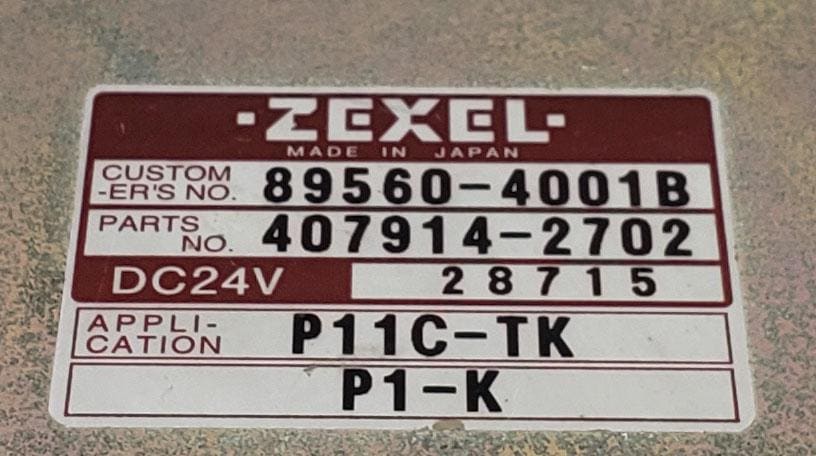 ·ZEXEL·
MADE IN JAPAN
CUSTOM
-ER'S NO. 89560-4001B
PARTS
NO. 407914-2702
DC24V 28715
APPLI-
CATION P11C-TK
P1-K